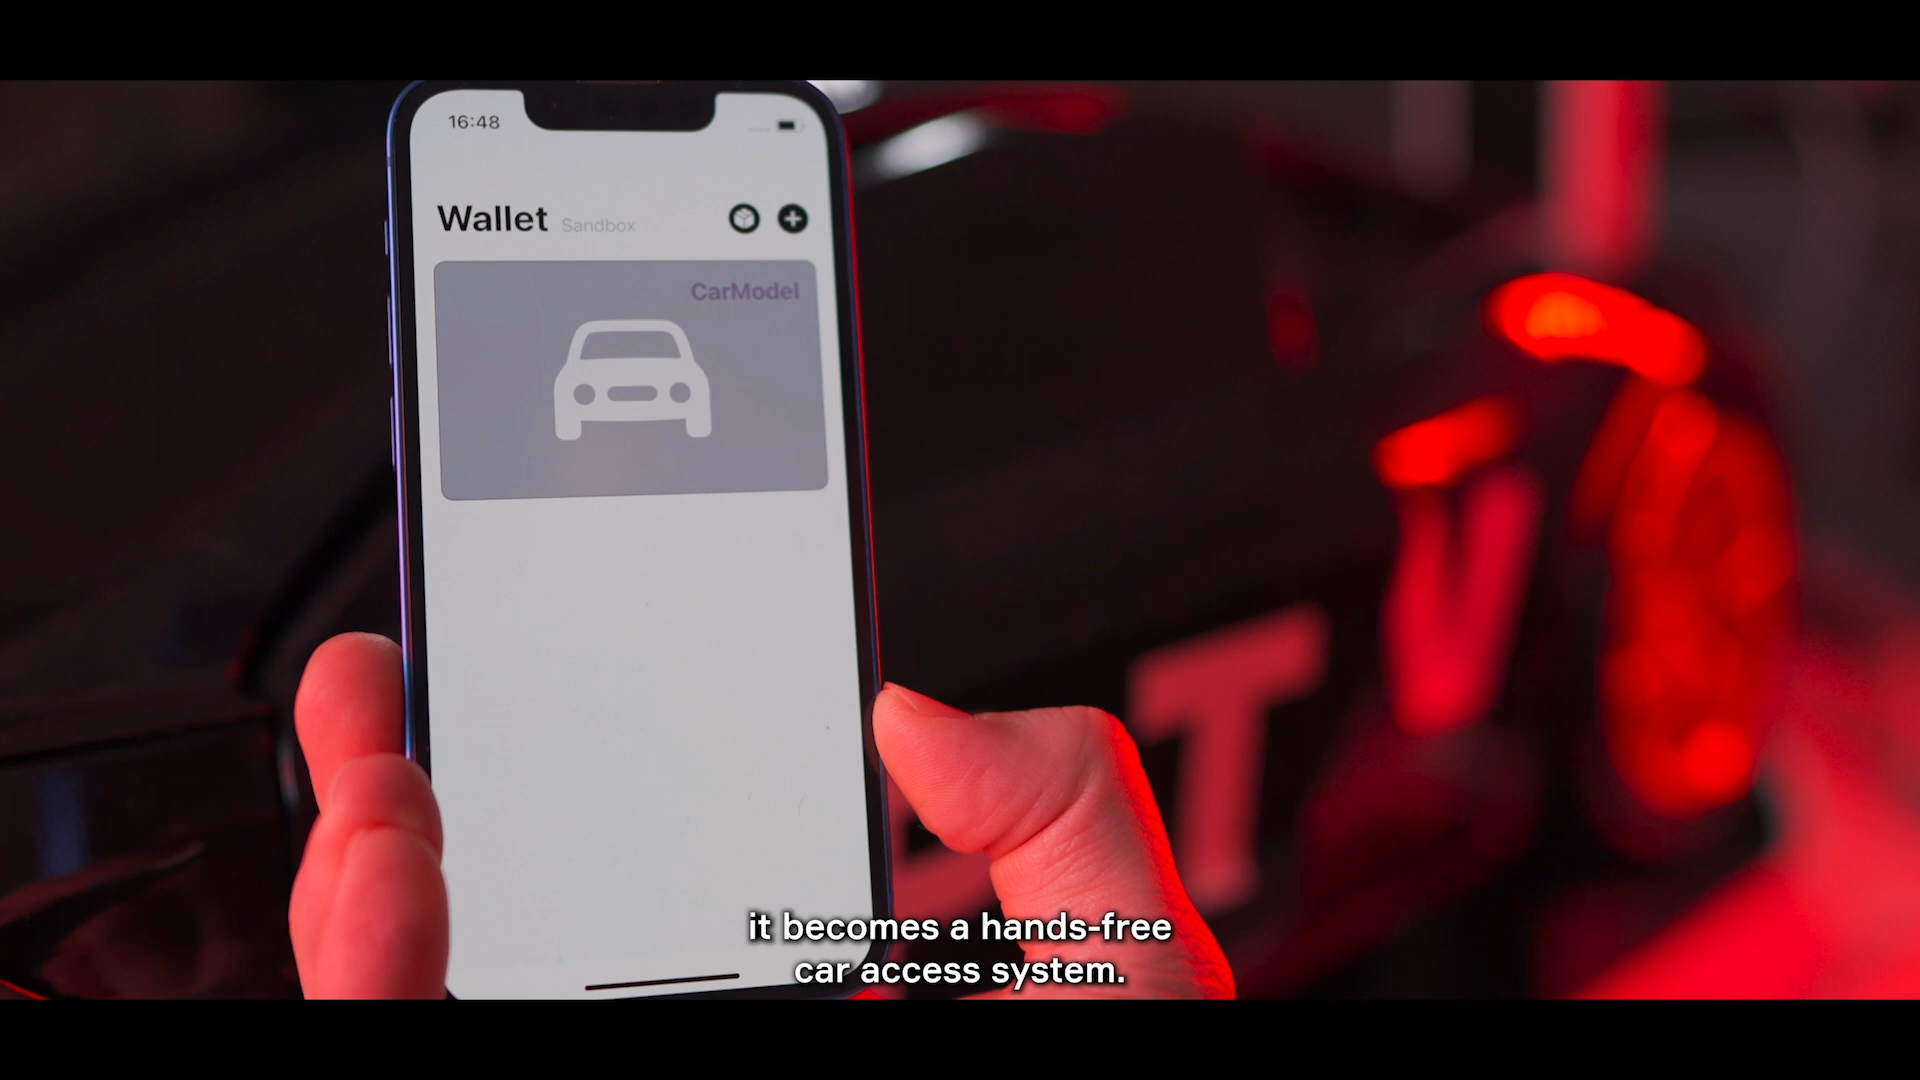 16:48
Wallet Sandbox
CarModel
E T V
it becomes a hands-free
car access system.